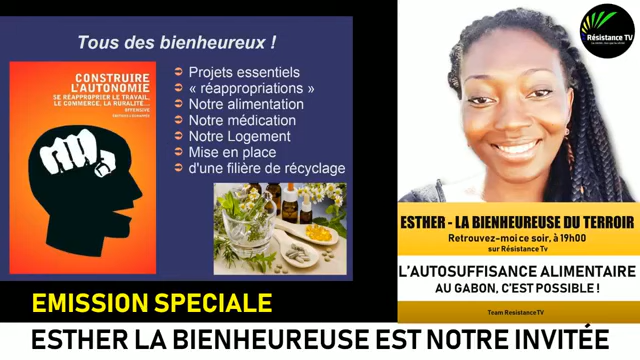 Tous des bienheureux !
CONSTRUIRE
L'AUTONOMIE
SE RÉAPPROPRIER LE TRAVAIL,
LE COMMERCE, LA RURALITÉ...
OFFENSIVE
Projets essentiels
« réappropriations »
Notre alimentation
Notre médication
Notre Logement
Mise en place
d'une filière de récyclage
Résistance TV
ESTHER - LA BIENHEUREUSE DU TERROIR
Retrouvez-moi ce soir, à 19h00
sur Résistance Tv
L'AUTOSUFFISANCE ALIMENTAIRE
AU GABON, C'EST POSSIBLE !
Team ResistanceTV
EMISSION SPECIALE
ESTHER LA BIENHEUREUSE EST NOTRE INVITÉE